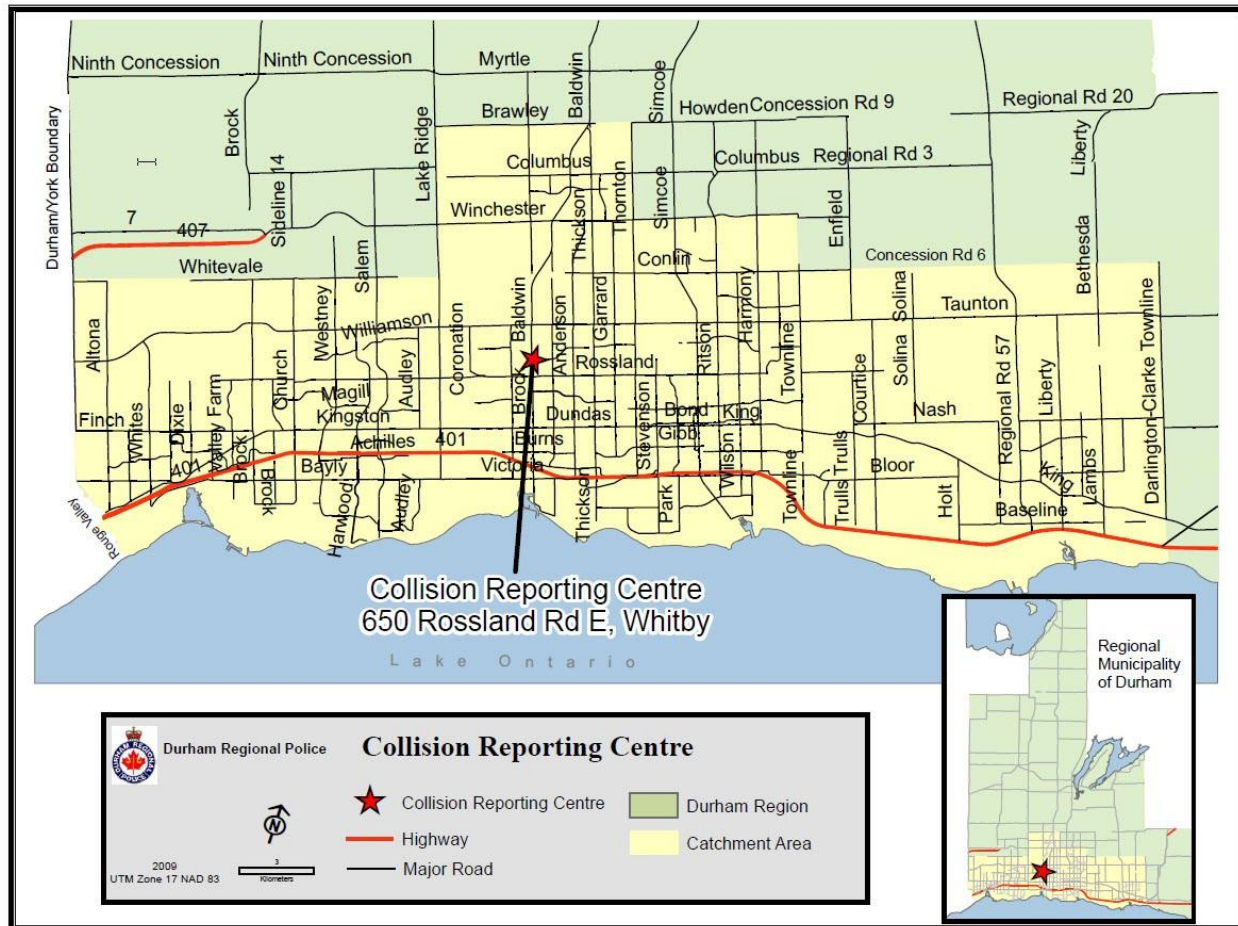 Ninth Concession
Ninth Concession
Myrtle
Baldwin
Simcoe
Durham/York Boundary
Brock
Lake Ridge
Brawley
Howden
Concession Rd 9
Regional Rd 20
Liberty
Columbus
Columbus
Regional Rd 3
Sideline 14
Winchester
Thickson
Thornton
Simcoe
Enfield
7
407
Whitevale
Salem
Conlin
Concession Rd 6
Bethesda
Altona
Westney
Williamson
Coronation
Baldwin
Anderson
Garrard
Harmony
Ritson
Townline
Solina
Solina
Taunton
Regional Rd 57
Liberty
Darlington-Clarke Townline
Church
Audley
Rossland
Brock
Courtice
Magill
Kingston
Finch
Whites
Dixie
Valley Farm
Brock
Dundas
Stevenson
Bond
King
Gibb
Nash
Achilles
401
Burns
401
Bayly
Victoria
Wilson
Trulls
Bloor
King
Lambs
Brock
Harwood
Audley
Thickson
Park
Townline
Trulls
Holt
Baseline
Rouge Valley
Collision Reporting Centre
650 Rossland Rd E, Whitby
Lake Ontario
Regional
Municipality
of Durham
DURHAM REGION
POLICE
Durham Regional Police
Collision Reporting Centre
Collision Reporting Centre
Durham Region
N
Highway
Catchment Area
2009
UTM Zone 17 NAD 83
3
Kilometers
Major Road